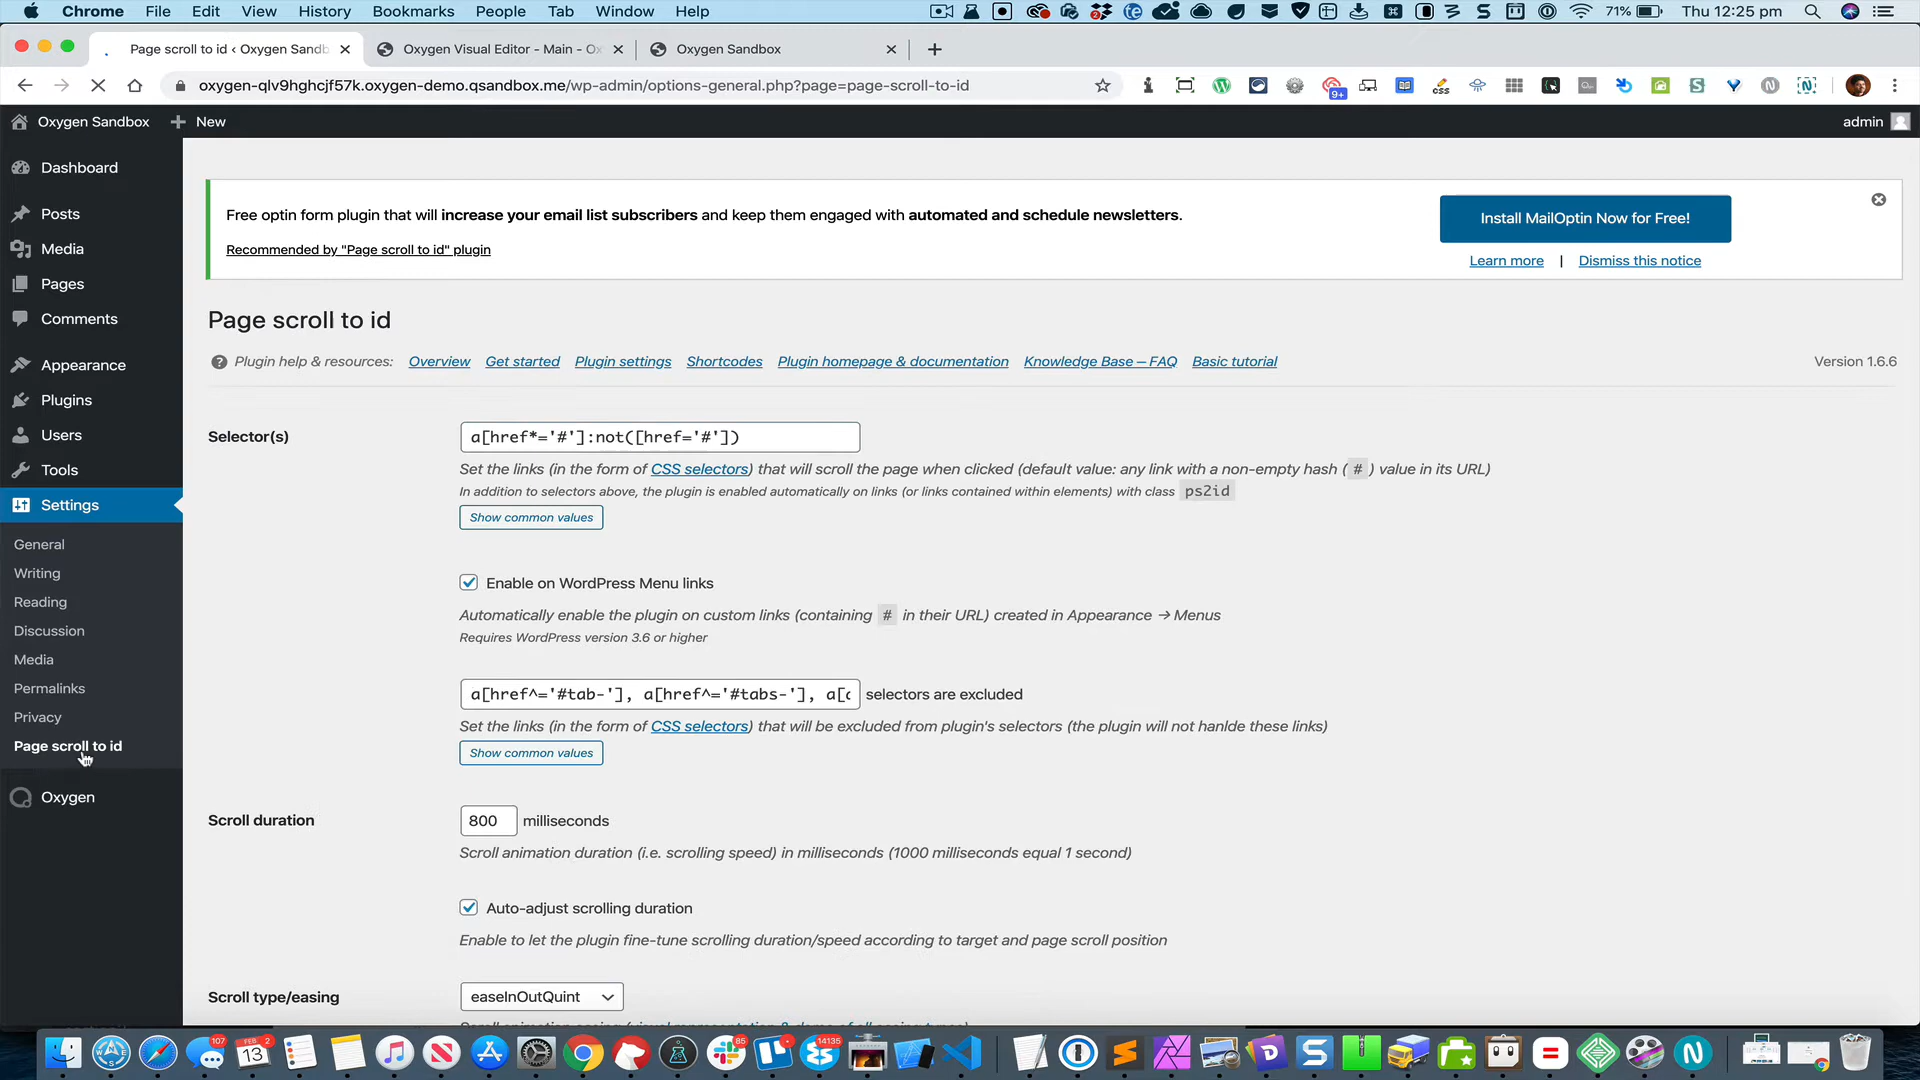 Chrome File Edit View History Bookmarks People Tab Window Help 71% Thu 12:25 pm
Page scroll to id ‹ Oxygen Sandb Oxygen Visual Editor - Main - Ox Oxygen Sandbox
oxygen-qlv9hghcjf57k.oxygen-demo.qsandbox.me/wp-admin/options-general.php?page=page-scroll-to-id
Oxygen Sandbox New admin
Dashboard
Posts
Media
Pages
Comments
Appearance
Plugins
Users
Tools
Settings
General
Writing
Reading
Discussion
Media
Permalinks
Privacy
Page scroll to id
Oxygen
Free optin form plugin that will increase your email list subscribers and keep them engaged with automated and schedule newsletters.
Recommended by "Page scroll to id" plugin
Install MailOptin Now for Free!
Learn more | Dismiss this notice
Page scroll to id
Plugin help & resources: Overview Get started Plugin settings Shortcodes Plugin homepage & documentation Knowledge Base – FAQ Basic tutorial Version 1.6.6
Selector(s) a[href*='#']:not([href='#'])
Set the links (in the form of CSS selectors) that will scroll the page when clicked (default value: any link with a non-empty hash ( # ) value in its URL)
In addition to selectors above, the plugin is enabled automatically on links (or links contained within elements) with class ps2id
Show common values
Enable on WordPress Menu links
Automatically enable the plugin on custom links (containing # in their URL) created in Appearance → Menus
Requires WordPress version 3.6 or higher
a[href^='#tab-'], a[href^='#tabs-'], a[c selectors are excluded
Set the links (in the form of CSS selectors) that will be excluded from plugin's selectors (the plugin will not hanlde these links)
Show common values
Scroll duration 800 milliseconds
Scroll animation duration (i.e. scrolling speed) in milliseconds (1000 milliseconds equal 1 second)
Auto-adjust scrolling duration
Enable to let the plugin fine-tune scrolling duration/speed according to target and page scroll position
Scroll type/easing easeInOutQuint
Scroll animation easing (visual representation & demo of all easing types)